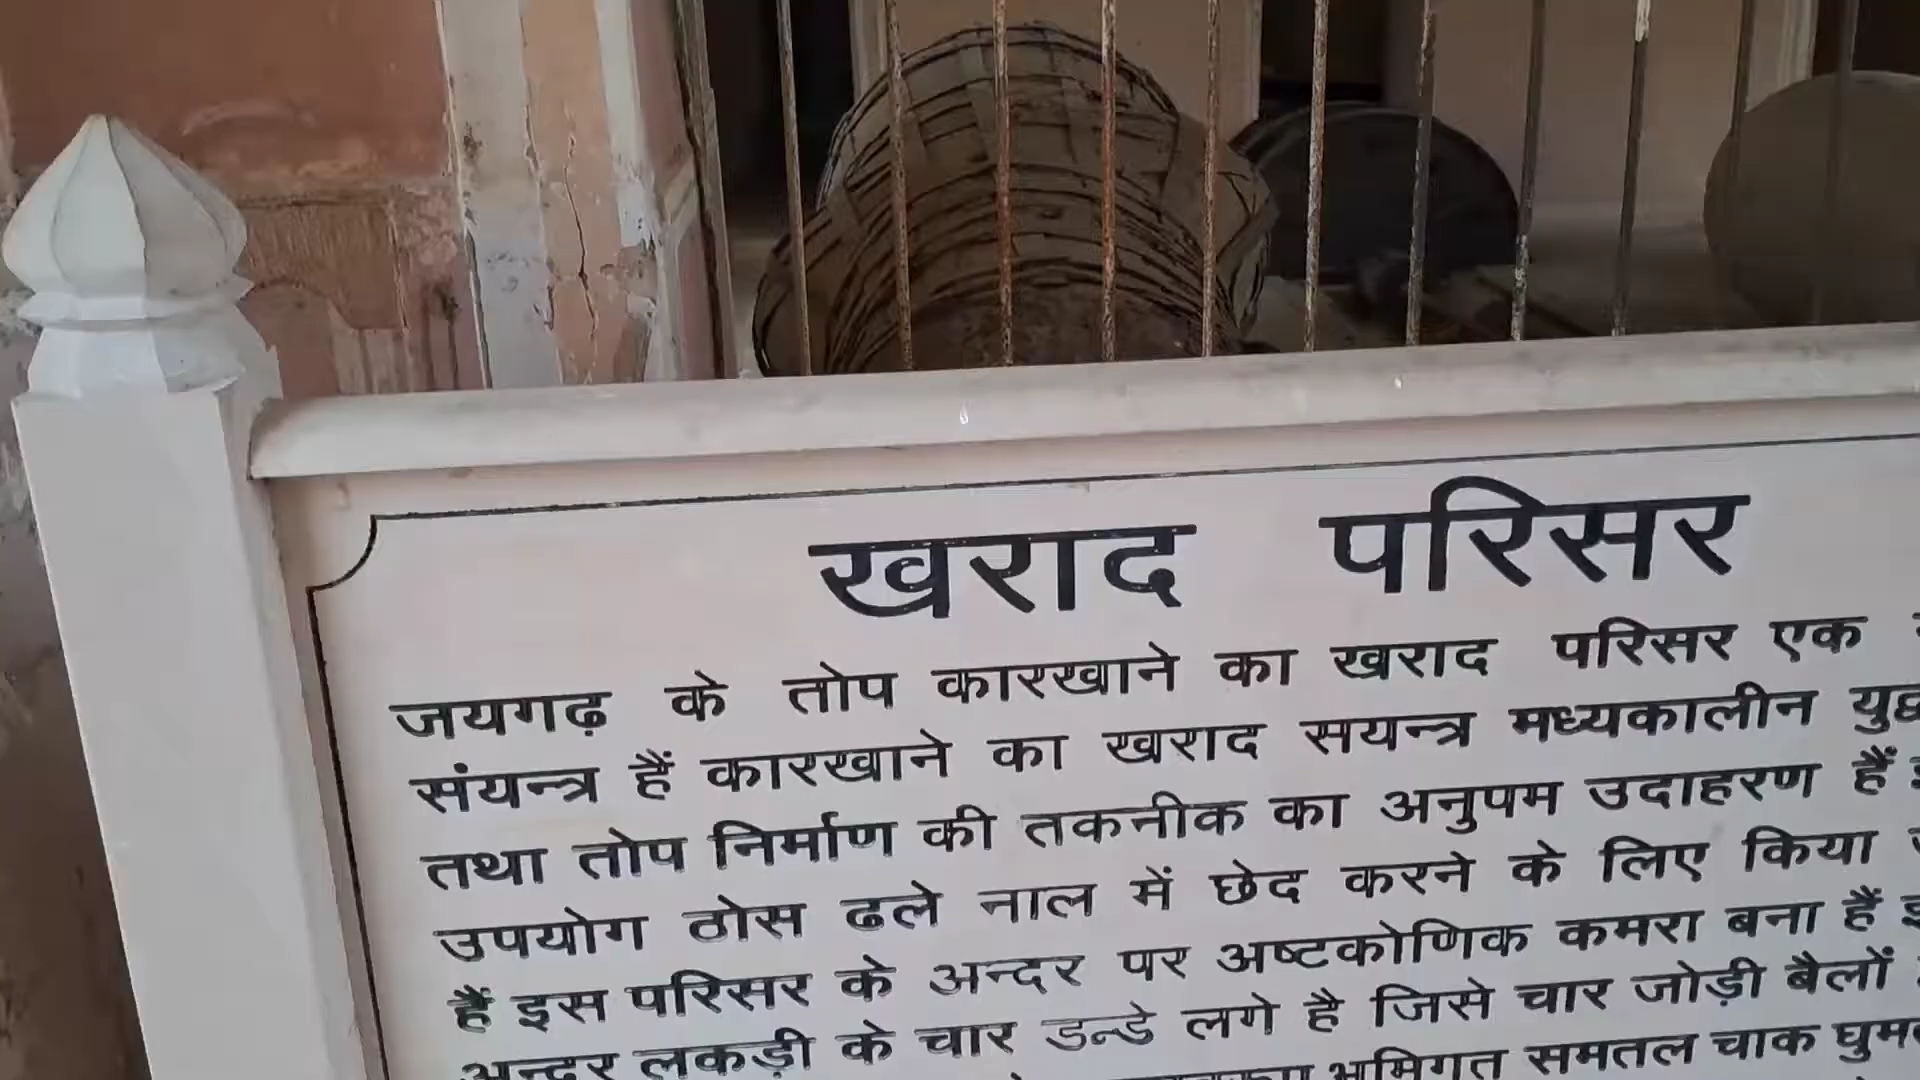 खराद परिसर
जयगढ़ के तोप कारखाने का खराद परिसर एक
संयन्त्र हैं कारखाने का खराद सयन्त्र मध्यकालीन
तथा तोप निर्माण की तकनीक का अनुपम उदाहरण हैं
उपयोग ठोस ढले नाल में छेद करने के लिए किया
हैं इस परिसर के अन्दर पर अष्टकोणिक कमरा बना हैं
अन्दर लकड़ी के चार डन्डे लगे है जिसे चार जोड़ी बैलों
भूमिगत समतल चाक